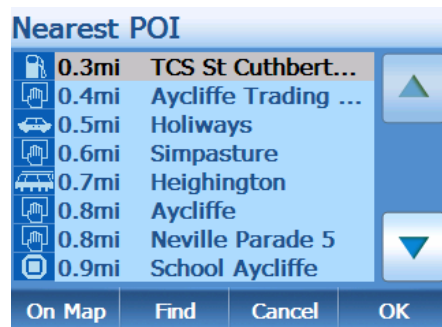 Nearest POI
0.3mi TCS St Cuthbert...
0.4mi Aycliffe Trading ...
0.5mi Holiways
0.6mi Simpasture
0.7mi Heighington
0.8mi Aycliffe
0.8mi Neville Parade 5
0.9mi School Aycliffe
On Map Find Cancel OK